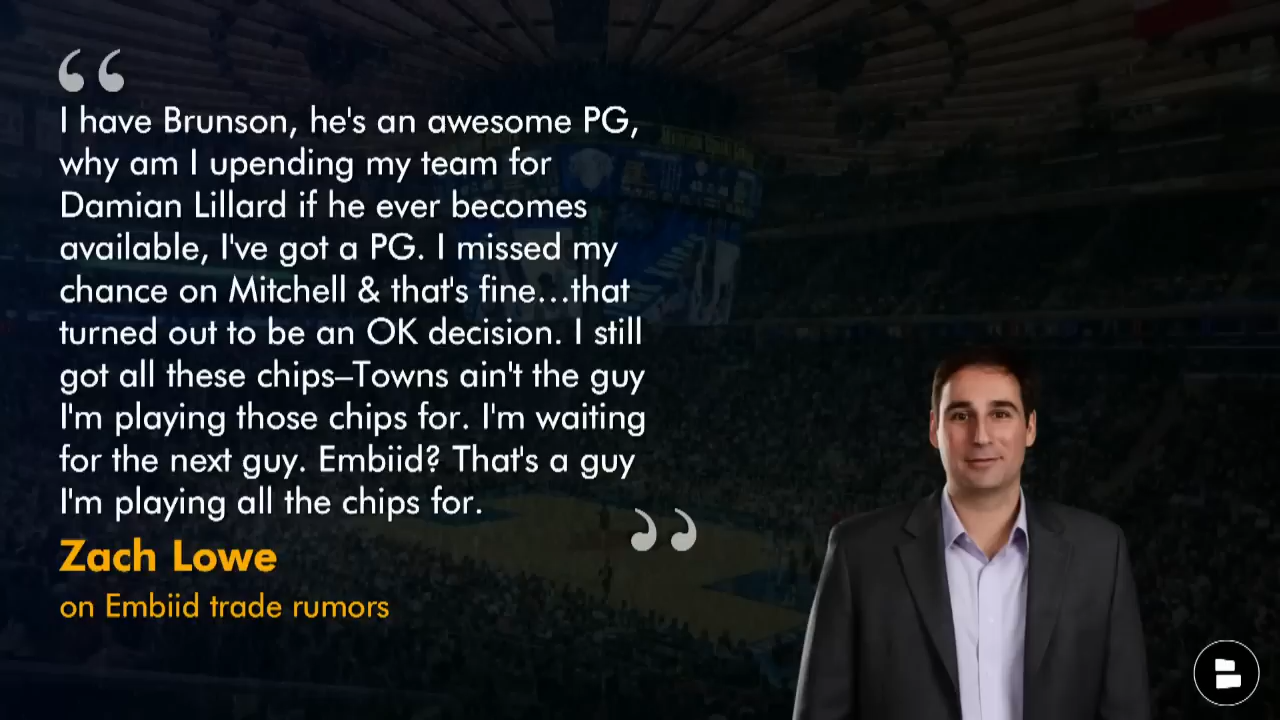 I have Brunson, he's an awesome PG,
why am I upending my team for
Damian Lillard if he ever becomes
available, I've got a PG. I missed my
chance on Mitchell & that's fine...that
turned out to be an OK decision. I still
got all these chips–Towns ain't the guy
I'm playing those chips for. I'm waiting
for the next guy. Embiid? That's a guy
I'm playing all the chips for.
Zach Lowe
on Embiid trade rumors